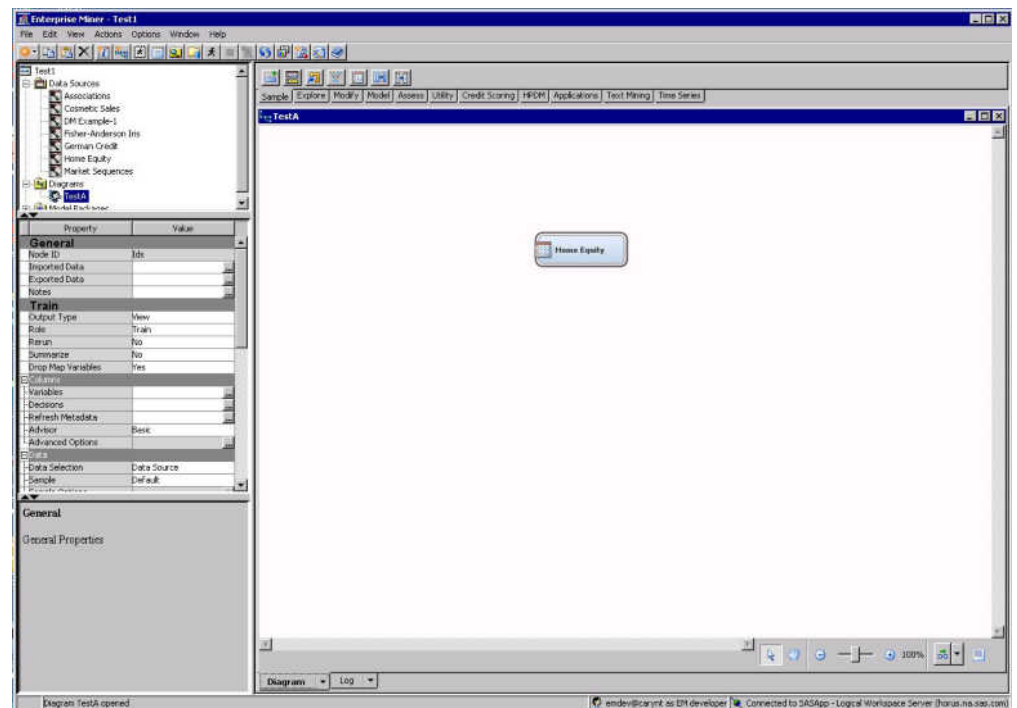 Enterprise Miner - Test1
File Edit View Actions Options Window Help
Test1
Data Sources
Associations
Cosmetic Sales
DM Example-1
Fisher-Anderson Iris
German Credit
Home Equity
Market Sequences
Diagrams
TestA
Model Packages
Property Value
General
Node ID Ids
Imported Data
Exported Data
Notes
Train
Output Type View
Role Train
Rerun No
Summarize No
Drop Map Variables Yes
Columns
Variables
Decisions
Refresh Metadata
Advisor Basic
Advanced Options
Data
Data Selection Data Source
Sample Default
Sample Options
General
General Properties
Sample Explore Modify Model Assess Utility Credit Scoring HPDM Applications Text Mining Time Series
TestA
Home Equity
100%
Diagram Log
Diagram TestA opened
emdev@carynt as EM developer Connected to SASApp - Logical Workspace Server (horus.na.sas.com)